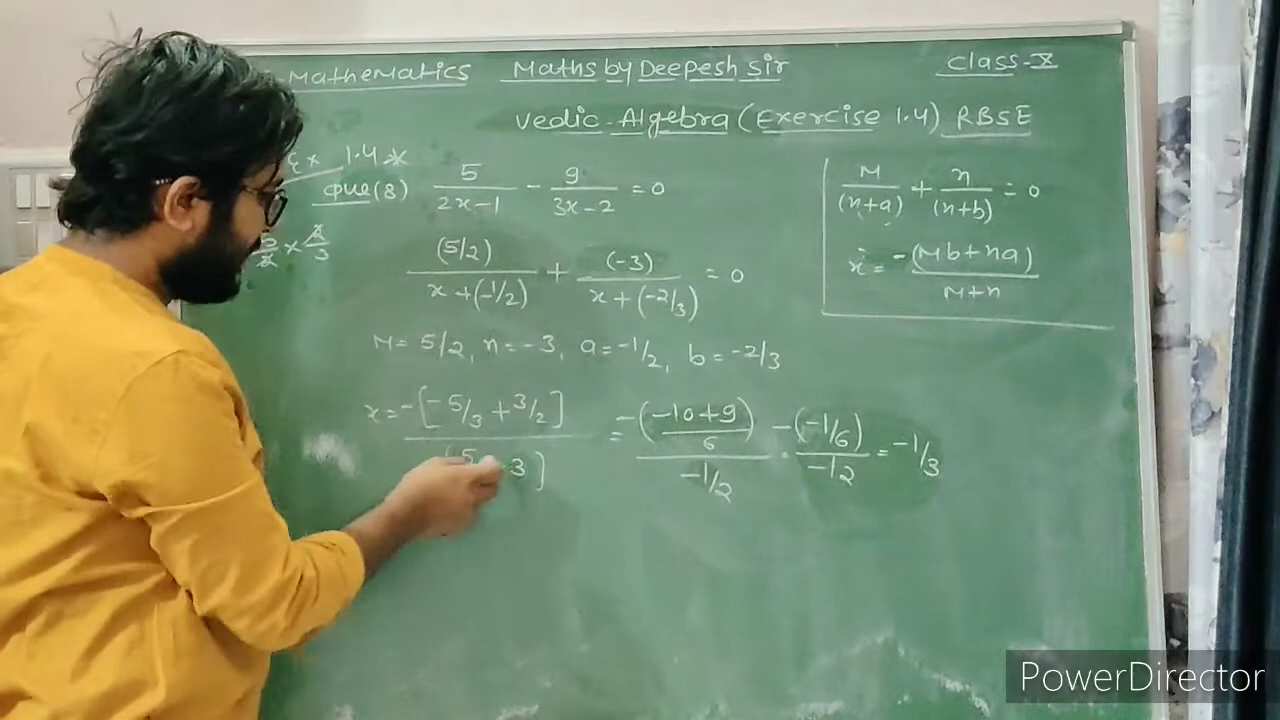 Mathematics Maths by Deepesh Sir Class-X
Vedic-Algebra (Exercise 1.4) RBSE
Ex 1.4
Que(8) 5/(2x-1) - 9/(3x-2) = 0
(5/2)/(x+(-1/2)) + (-3)/(x+(-2/3)) = 0
M = 5/2, n = -3, a = -1/2, b = -2/3
x = -[-5/3 + 3/2]/[5 3] = -((-10+9)/6)/(-1/2) = -(-1/6)/(-1/2) = -1/3
M/(x+a) + n/(x+b) = 0
x = -(Mb+na)/(M+n)
PowerDirector